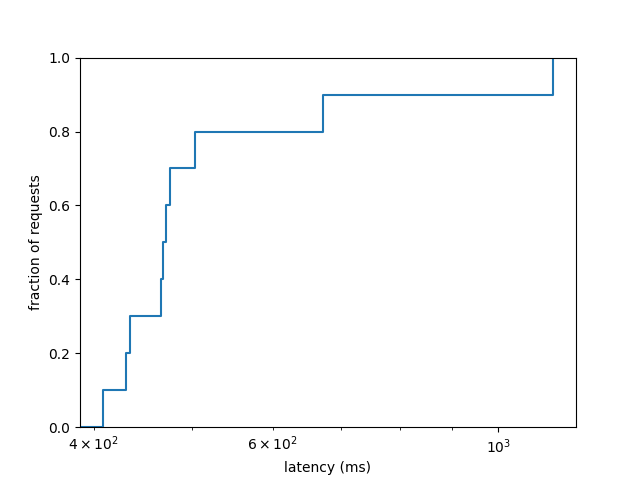 1.0
0.8
0.6
0.4
0.2
0.0
fraction of requests
4 × 10²
6 × 10²
10³
latency (ms)